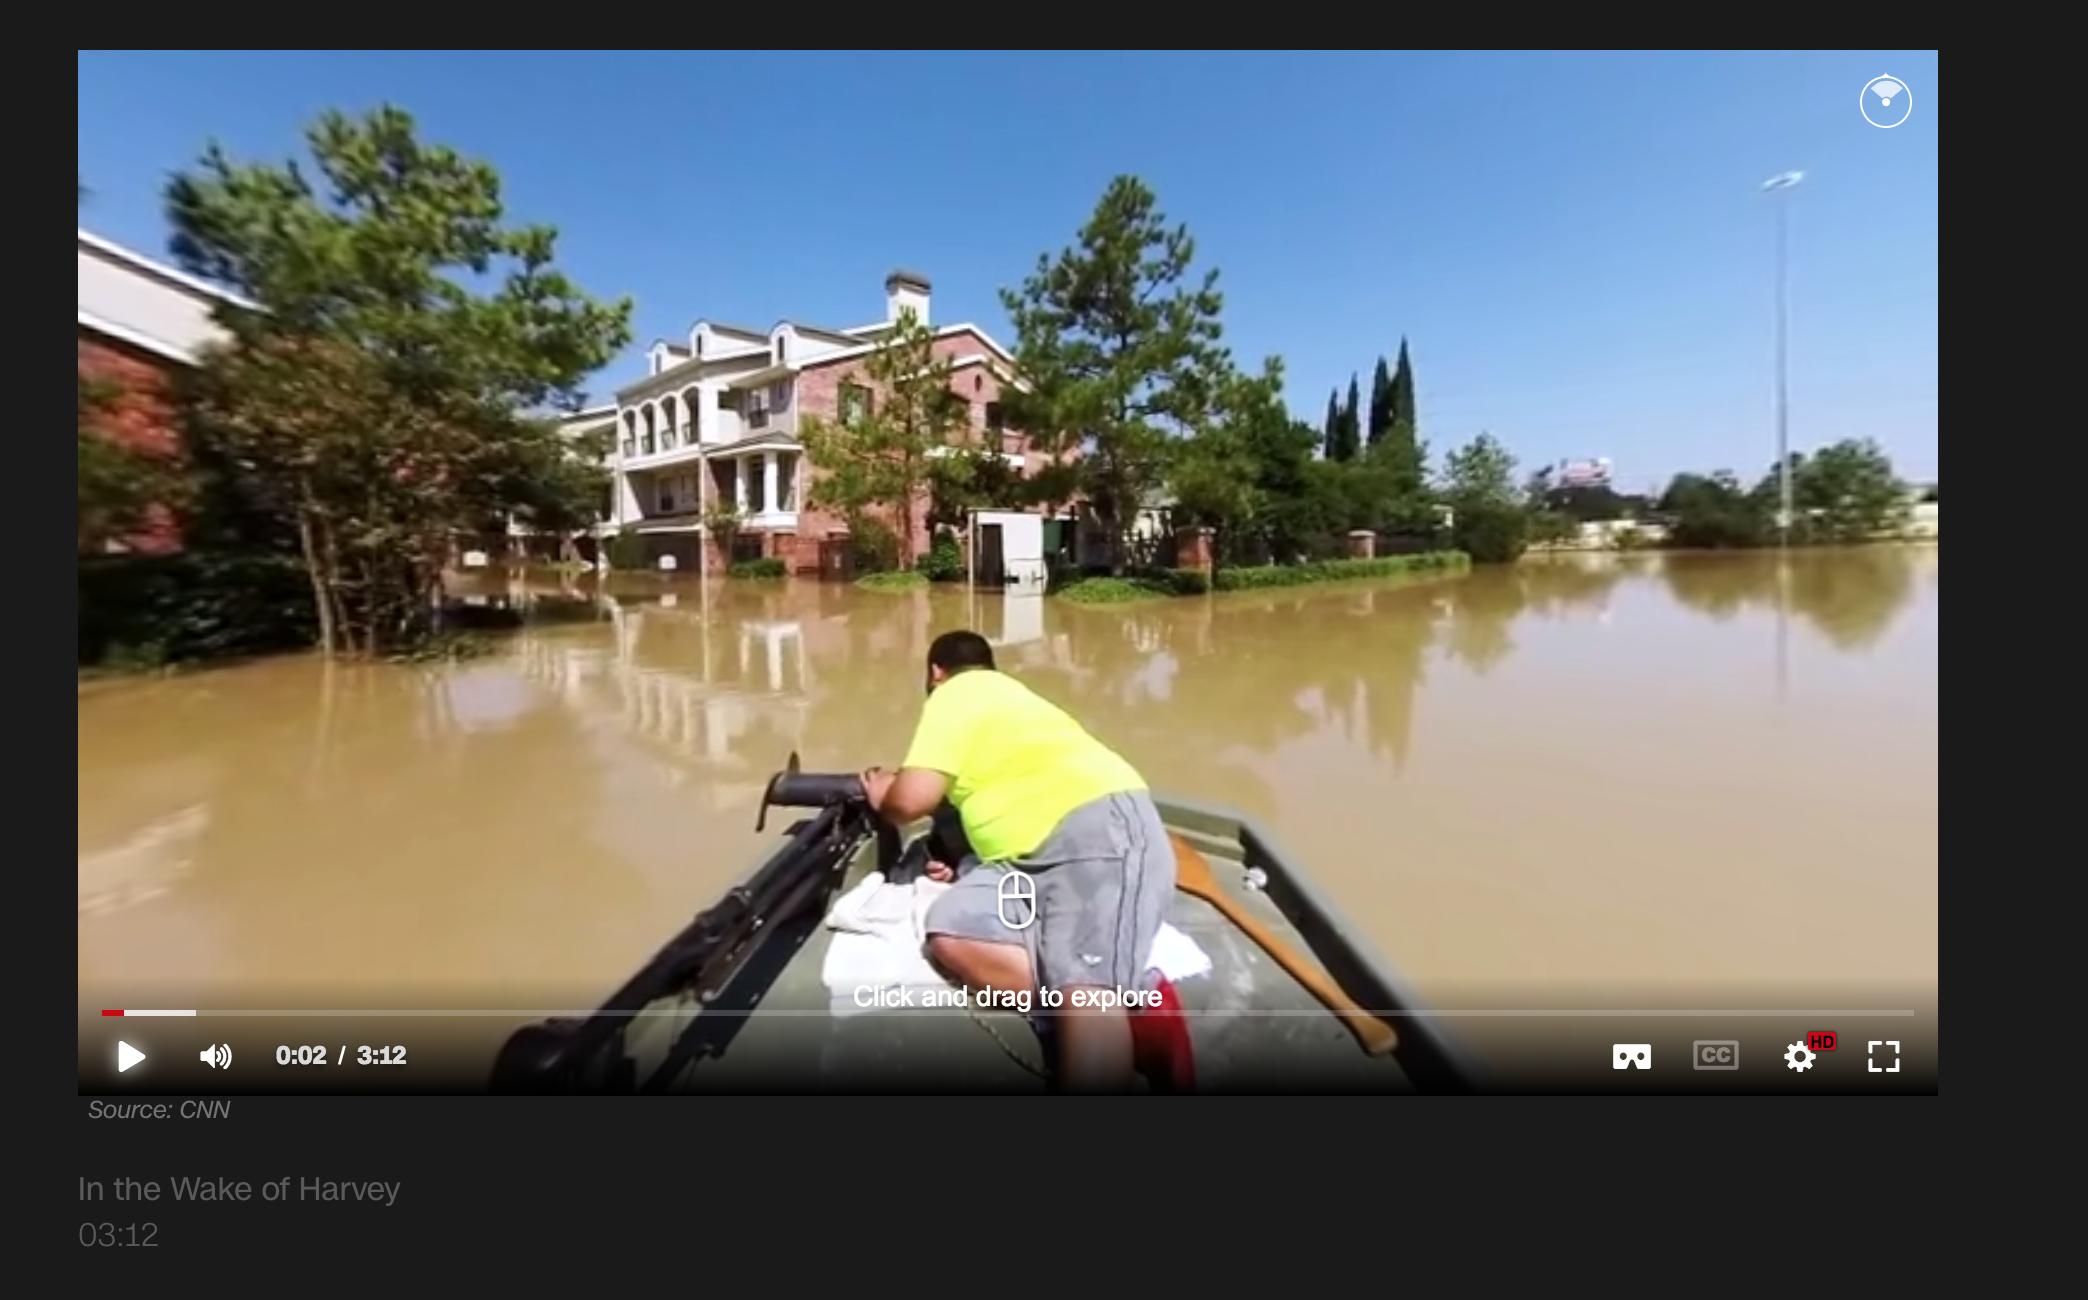 Click and drag to explore
0:02 / 3:12
CC
HD
Source: CNN
In the Wake of Harvey
03:12